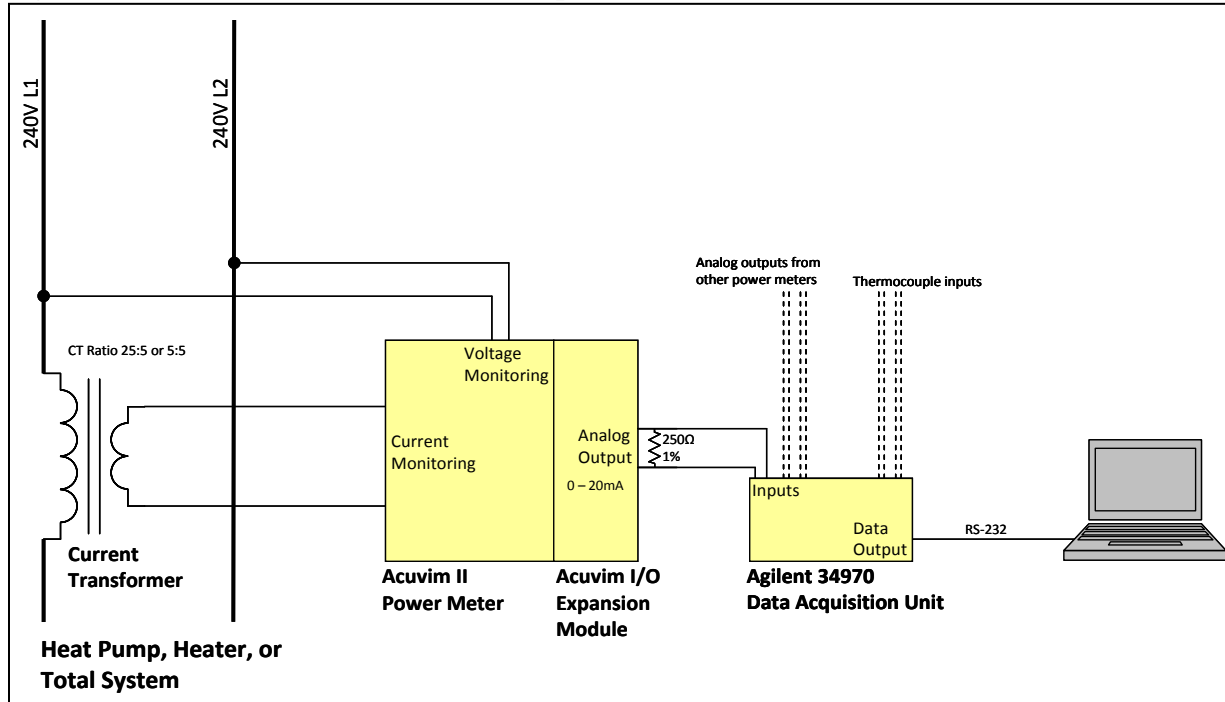 240V L1
240V L2
Analog outputs from
other power meters
Thermocouple inputs
CT Ratio 25:5 or 5:5
Voltage
Monitoring
Current
Monitoring
Analog
Output
0 – 20mA
250Ω
1%
Inputs
Data
Output
RS-232
Current
Transformer
Acuvim II
Power Meter
Acuvim I/O
Expansion
Module
Agilent 34970
Data Acquisition Unit
Heat Pump, Heater, or
Total System